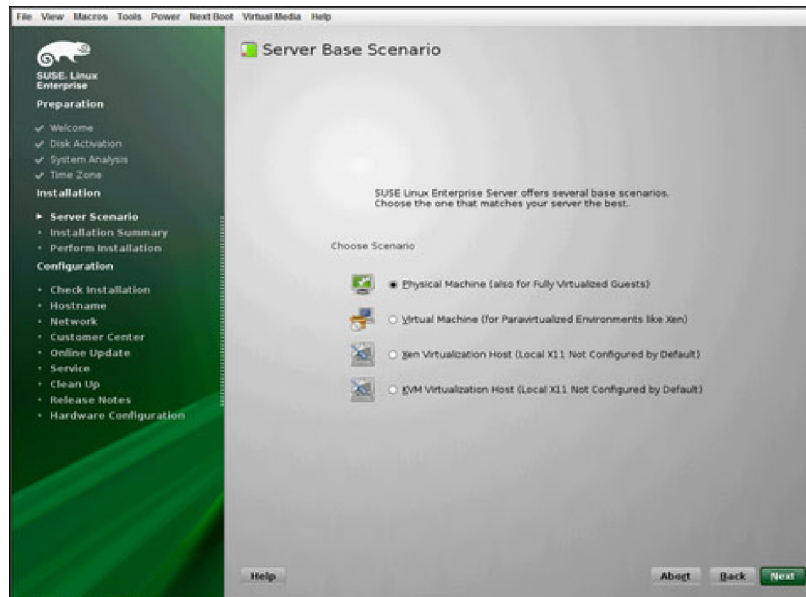 File View Macros Tools Power Next Boot Virtual Media Help
SUSE. Linux
Enterprise
Preparation
Welcome
Disk Activation
System Analysis
Time Zone
Installation
Server Scenario
Installation Summary
Perform Installation
Configuration
Check Installation
Hostname
Network
Customer Center
Online Update
Service
Clean Up
Release Notes
Hardware Configuration
Server Base Scenario
SUSE Linux Enterprise Server offers several base scenarios.
Choose the one that matches your server the best.
Choose Scenario
Physical Machine (also for Fully Virtualized Guests)
Virtual Machine (for Paravirtualized Environments like Xen)
Xen Virtualization Host (Local X11 Not Configured by Default)
KVM Virtualization Host (Local X11 Not Configured by Default)
Help
Abort Back Next